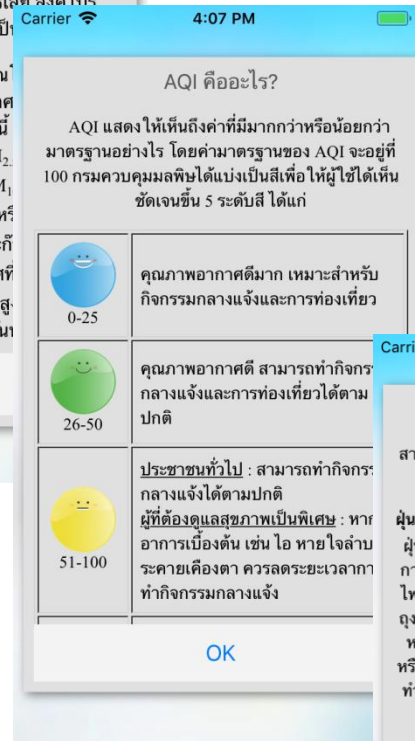 Carrier 4:07 PM
AQI คืออะไร?
AQI แสดงให้เห็นถึงค่าที่มีมากกว่าหรือน้อยกว่า
มาตรฐานอย่างไร โดยค่ามาตรฐานของ AQI จะอยู่ที่
100 กรมควบคุมมลพิษได้แบ่งเป็นสีเพื่อให้ผู้ใช้ได้เห็น
ชัดเจนขึ้น 5 ระดับสี ได้แก่
คุณภาพอากาศดีมาก เหมาะสำหรับ
กิจกรรมกลางแจ้งและการท่องเที่ยว
0-25
คุณภาพอากาศดี สามารถทำกิจกร
กลางแจ้งและการท่องเที่ยวได้ตาม
ปกติ
26-50
ประชาชนทั่วไป : สามารถทำกิจกร
กลางแจ้งได้ตามปกติ
ผู้ที่ต้องดูแลสุขภาพเป็นพิเศษ : หาก
อาการเบื้องต้น เช่น ไอ หายใจลำบ
ระคายเคืองตา ควรลดระยะเวลากา
ทำกิจกรรมกลางแจ้ง
51-100
OK
Carri